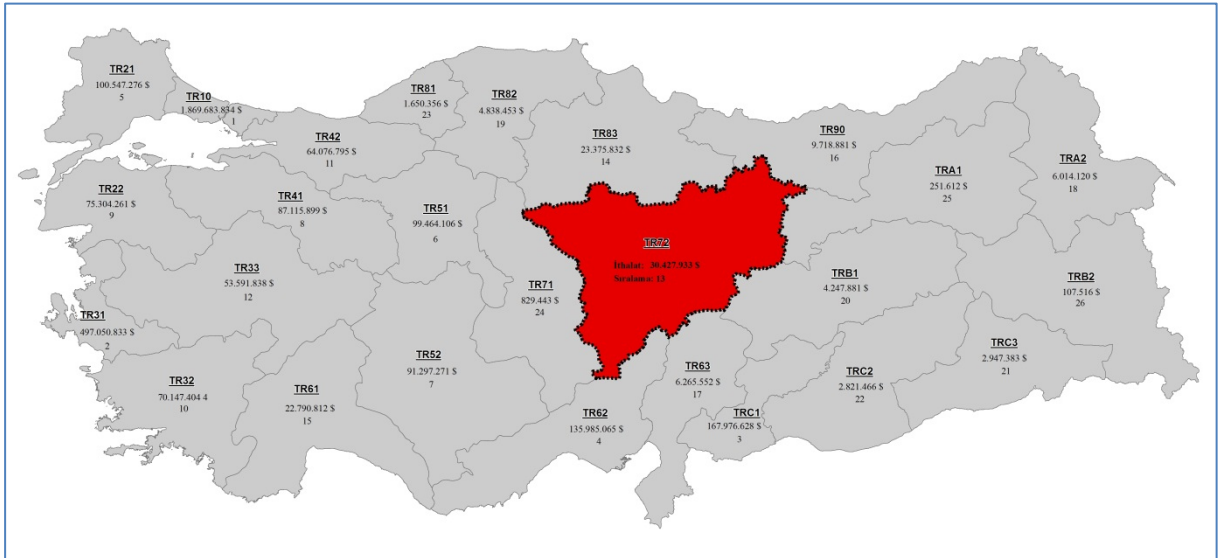 TR21
100.547.276 $
5
TR10
1.869.683.834 $
1
TR81
1.650.356 $
23
TR82
4.838.453 $
19
TR42
64.076.795 $
11
TR83
23.375.832 $
14
TR90
9.718.881 $
16
TRA1
251.612 $
25
TRA2
6.014.120 $
18
TR22
75.304.261 $
9
TR41
87.115.899 $
8
TR51
99.464.106 $
6
TR72
İthalat: 30.427.933 $
Sıralama: 13
TR33
53.591.838 $
12
TR71
829.443 $
24
TRB1
4.247.881 $
20
TRB2
107.516 $
26
TR31
497.050.833 $
2
TR52
91.297.271 $
7
TR63
6.265.552 $
17
TRC2
2.821.466 $
22
TRC3
2.947.383 $
21
TR32
70.147.404 4
10
TR61
22.790.812 $
15
TR62
135.985.065 $
4
TRC1
167.976.628 $
3